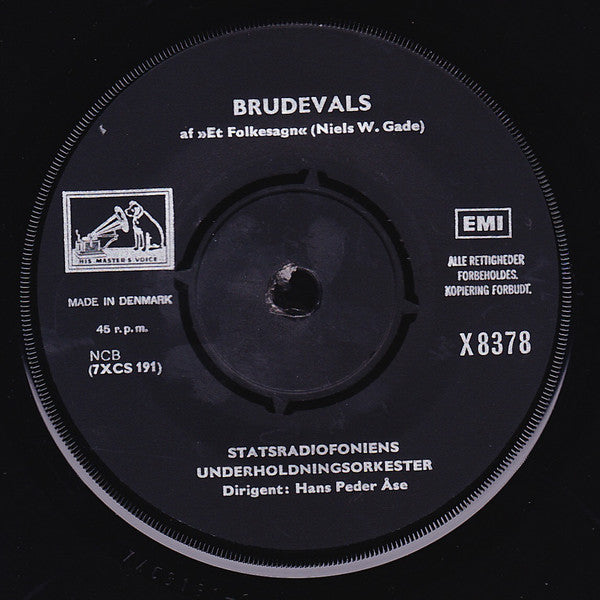 BRUDEVALS
af »Et Folkesagn« (Niels W. Gade)
HIS MASTER'S VOICE
EMI
ALLE RETTIGHEDER
FORBEHOLDES.
KOPIERING FORBUDT.
MADE IN DENMARK
45 r.p.m.
NCB
(7XCS 191)
X8378
STATSRADIOFONIENS
UNDERHOLDNINGSORKESTER
Dirigent: Hans Peder Åse